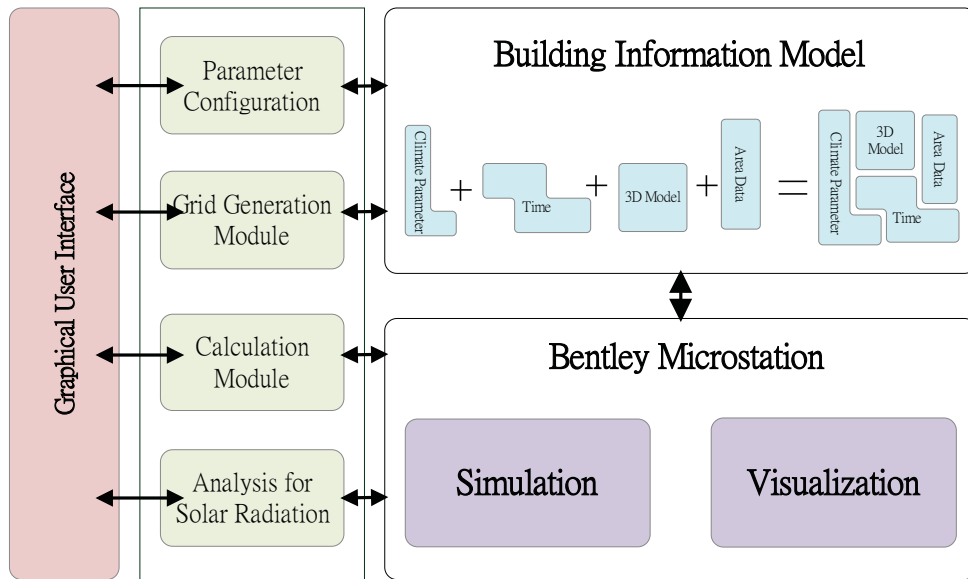 Graphical User Interface
Parameter
Configuration
Grid Generation
Module
Calculation
Module
Analysis for
Solar Radiation
Building Information Model
Climate Parameter
+
Time
+
3D Model
+
Area Data
=
Climate Parameter
3D
Model
Area Data
Time
Bentley Microstation
Simulation
Visualization